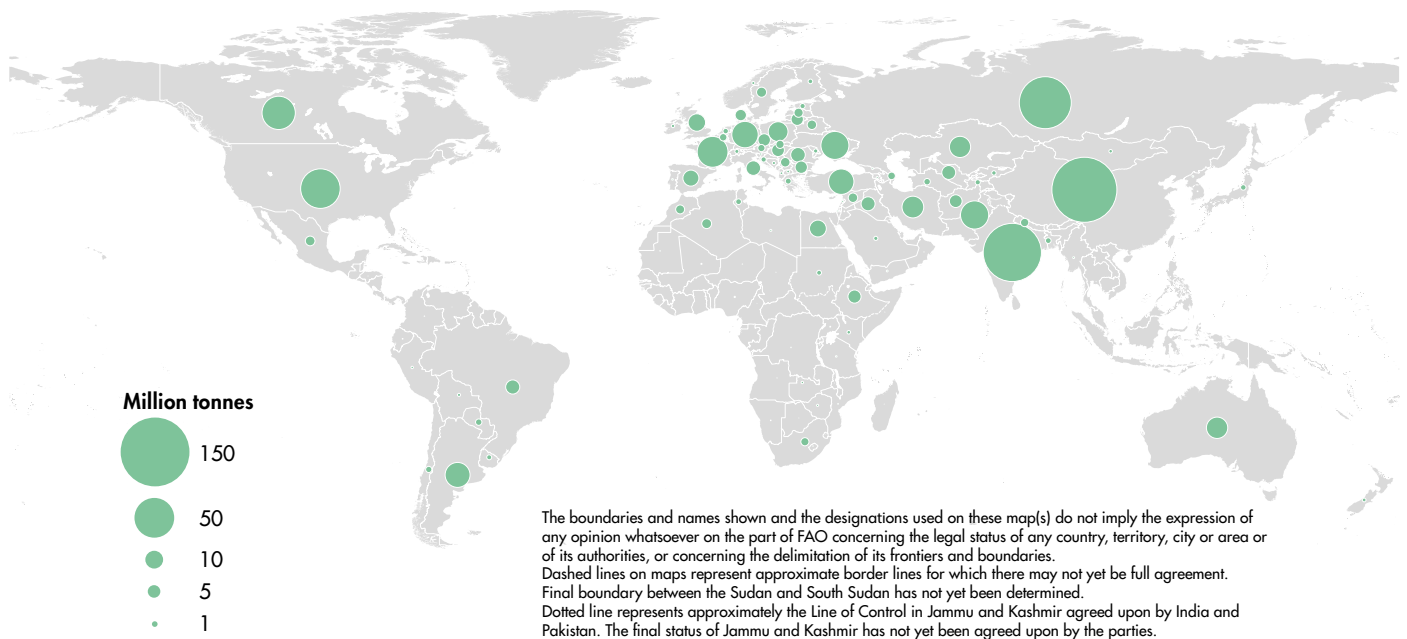 Million tonnes
150
50
10
5
1
The boundaries and names shown and the designations used on these map(s) do not imply the expression of
any opinion whatsoever on the part of FAO concerning the legal status of any country, territory, city or area or
of its authorities, or concerning the delimitation of its frontiers and boundaries.
Dashed lines on maps represent approximate border lines for which there may not yet be full agreement.
Final boundary between the Sudan and South Sudan has not yet been determined.
Dotted line represents approximately the Line of Control in Jammu and Kashmir agreed upon by India and
Pakistan. The final status of Jammu and Kashmir has not yet been agreed upon by the parties.